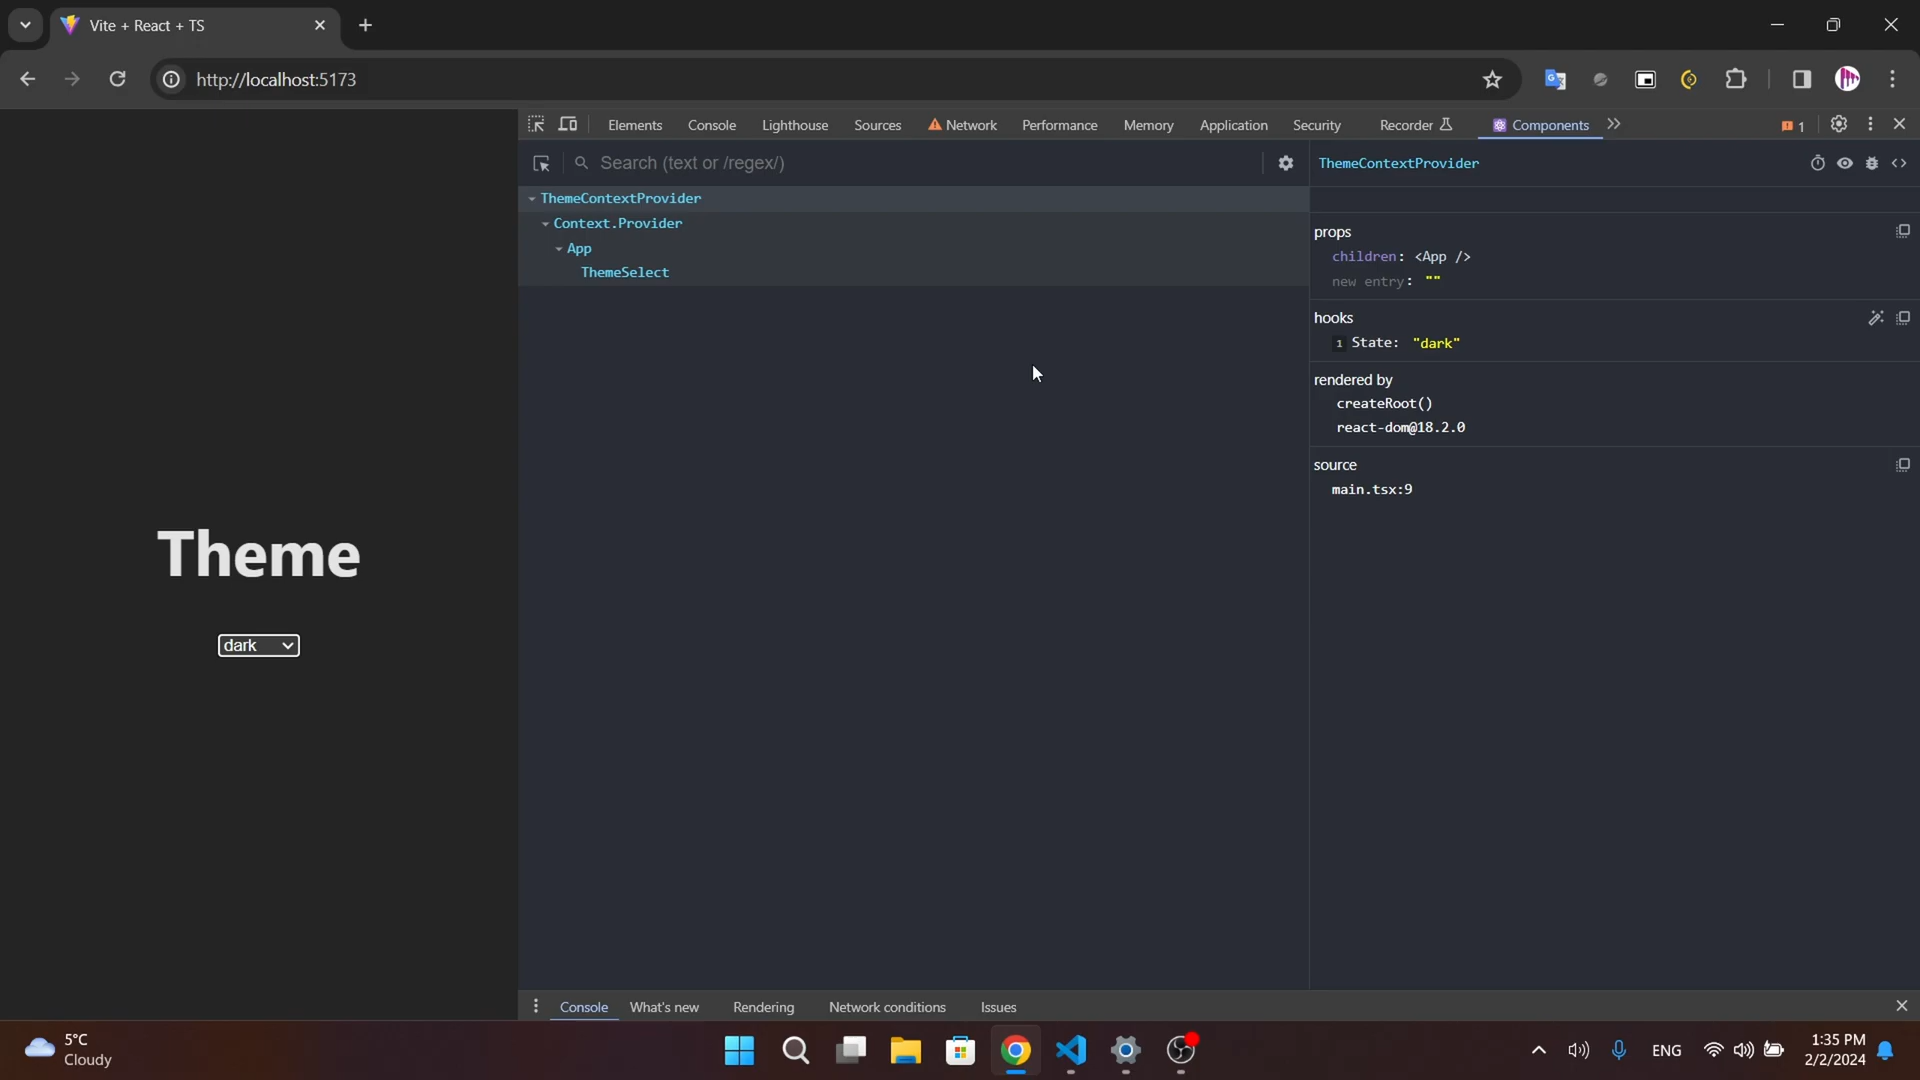 Vite + React + TS
http://localhost:5173
Elements Console Lighthouse Sources Network Performance Memory Application Security Recorder Components 1
Search (text or /regex/)
ThemeContextProvider
Context.Provider
App
ThemeSelect
ThemeContextProvider
props
children: <App />
new entry: ""
hooks
1 State: "dark"
rendered by
createRoot()
react-dom@18.2.0
source
main.tsx:9
Theme
dark
Console What's new Rendering Network conditions Issues
5°C
Cloudy
ENG
1:35 PM
2/2/2024